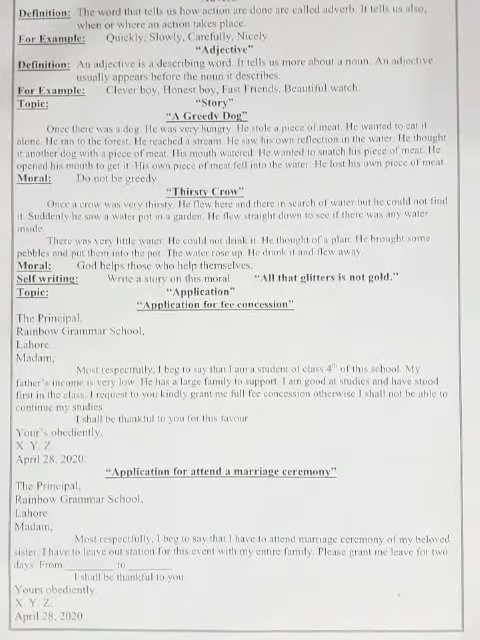 Definition: The word that tells us how action are done are called adverb. It tells us also,
when or where an action takes place.
For Example: Quickly, Slowly, Carefully, Nicely
"Adjective"
Definition: An adjective is a describing word. It tells us more about a noun. An adjective
usually appears before the noun it describes.
For Example: Clever boy, Honest boy, Fast Friends, Beautiful watch.
Topic: "Story"
"A Greedy Dog"
Once there was a dog. He was very hungry. He stole a piece of meat. He wanted to eat it
alone. He ran to the forest. He reached a stream. He saw his own reflection in the water. He thought
it another dog with a piece of meat. His mouth watered. He wanted to snatch his piece of meat. He
opened his mouth to get it. His own piece of meat fell into the water. He lost his own piece of meat
Moral: Do not be greedy
"Thirsty Crow"
Once a crow was very thirsty. He flew here and there in search of water but he could not find
it. Suddenly he saw a water pot in a garden. He flew straight down to see if there was any water
inside
There was very little water. He could not drink it. He thought of a plan. He brought some
pebbles and put them into the pot. The water rose up. He drank it and flew away
Moral: God helps those who help themselves.
Self writing: Write a story on this moral. "All that glitters is not gold."
Topic: "Application"
"Application for fee concession"
The Principal,
Rainbow Grammar School,
Lahore
Madam,
Most respectfully, I beg to say that I am a student of class 4th of this school. My
father's income is very low. He has a large family to support. I am good at studies and have stood
first in the class. I request to you kindly grant me full fee concession otherwise I shall not be able to
continue my studies
I shall be thankful to you for this favour
Your's obediently,
X. Y. Z
April 28, 2020.
"Application for attend a marriage ceremony"
The Principal,
Rainbow Grammar School,
Lahore
Madam,
Most respectfully, I beg to say that I have to attend marriage ceremony of my beloved
sister. I have to leave out station for this event with my entire family. Please grant me leave for two
days. From __________ to __________
I shall be thankful to you
Yours obediently
X. Y. Z.
April 28, 2020